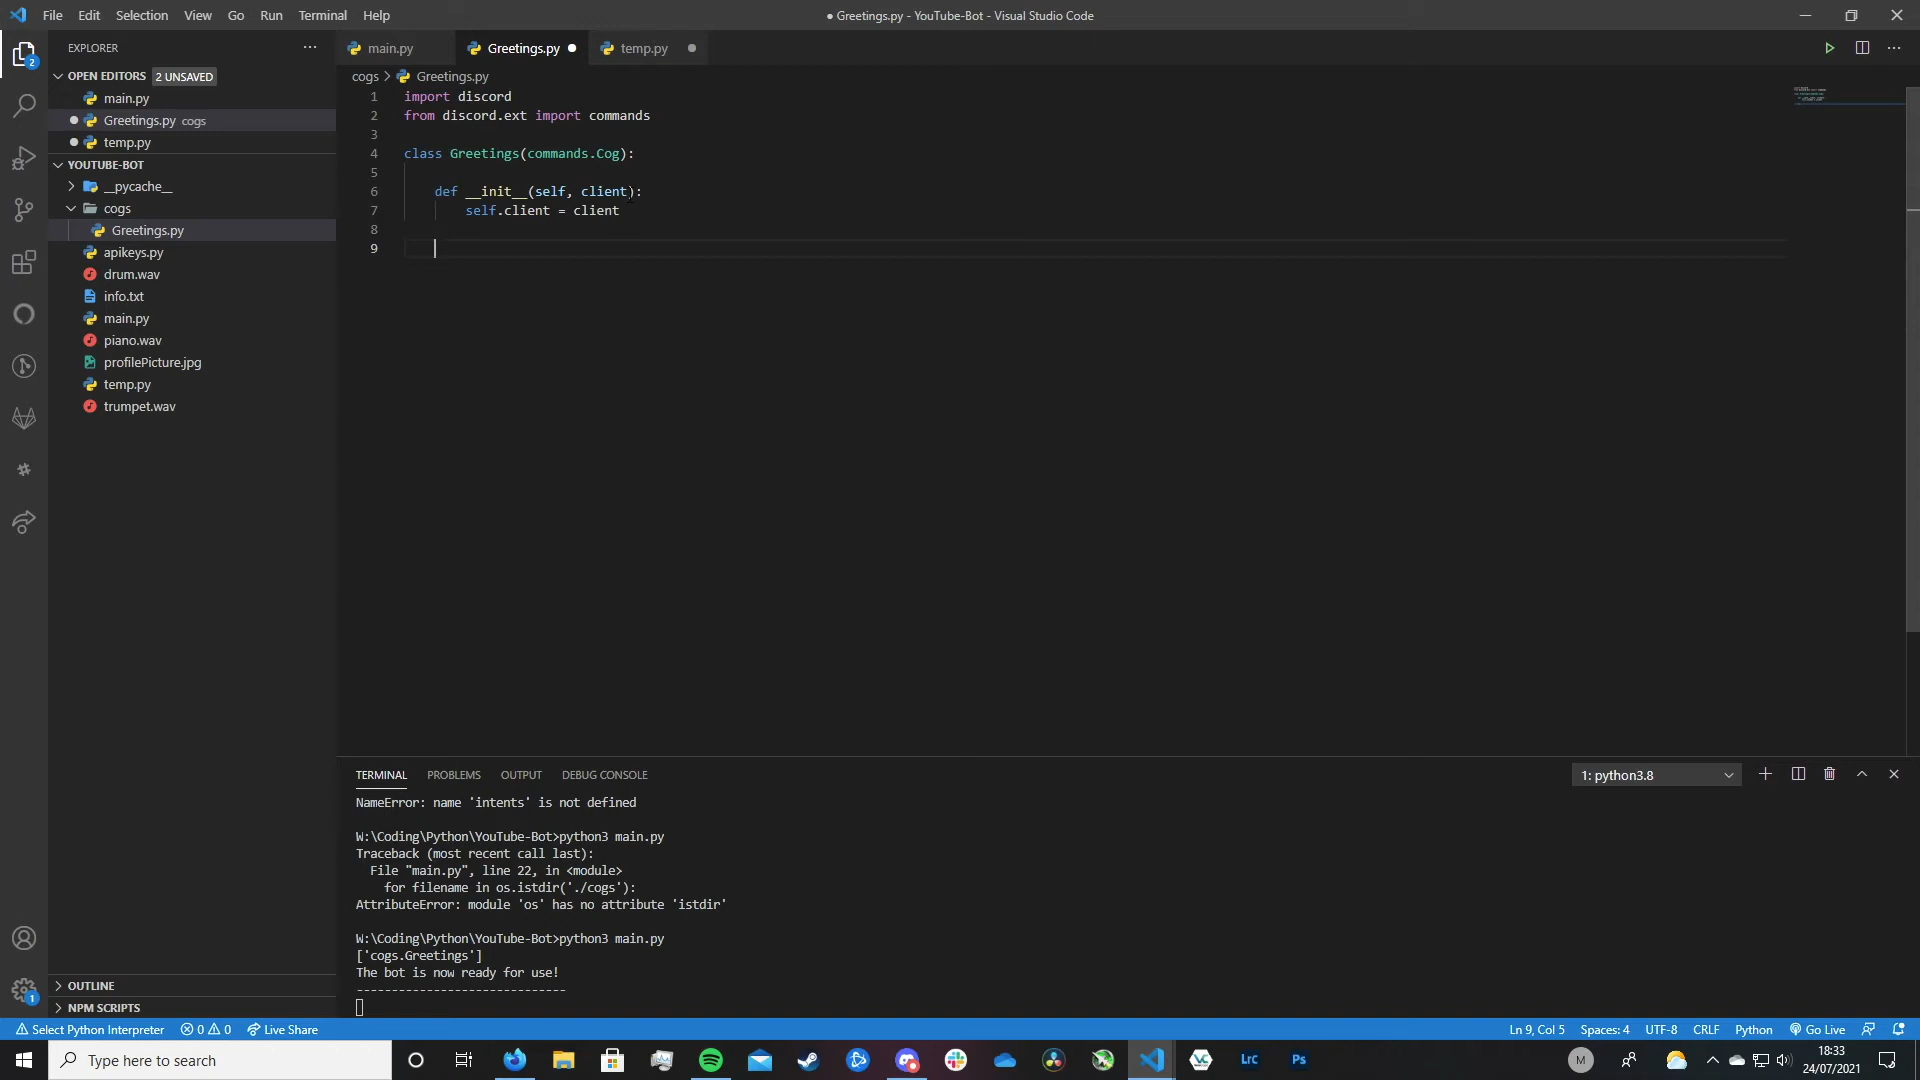 File Edit Selection View Go Run Terminal Help
● Greetings.py - YouTube-Bot - Visual Studio Code
EXPLORER
main.py
Greetings.py
temp.py
OPEN EDITORS 2 UNSAVED
main.py
Greetings.py cogs
temp.py
YOUTUBE-BOT
__pycache__
cogs
Greetings.py
apikeys.py
drum.wav
info.txt
main.py
piano.wav
profilePicture.jpg
temp.py
trumpet.wav
OUTLINE
NPM SCRIPTS
cogs > Greetings.py
1 import discord
2 from discord.ext import commands
3
4 class Greetings(commands.Cog):
5
6 def __init__(self, client):
7 self.client = client
8
9
TERMINAL PROBLEMS OUTPUT DEBUG CONSOLE
1: python3.8
NameError: name 'intents' is not defined
W:\Coding\Python\YouTube-Bot>python3 main.py
Traceback (most recent call last):
File "main.py", line 22, in <module>
for filename in os.istdir('./cogs'):
AttributeError: module 'os' has no attribute 'istdir'
W:\Coding\Python\YouTube-Bot>python3 main.py
['cogs.Greetings']
The bot is now ready for use!
------------------------------
2
1
Select Python Interpreter 0 0 Live Share
Ln 9, Col 5 Spaces: 4 UTF-8 CRLF Python Go Live
Type here to search
Lrc
Ps
M
18:33
24/07/2021